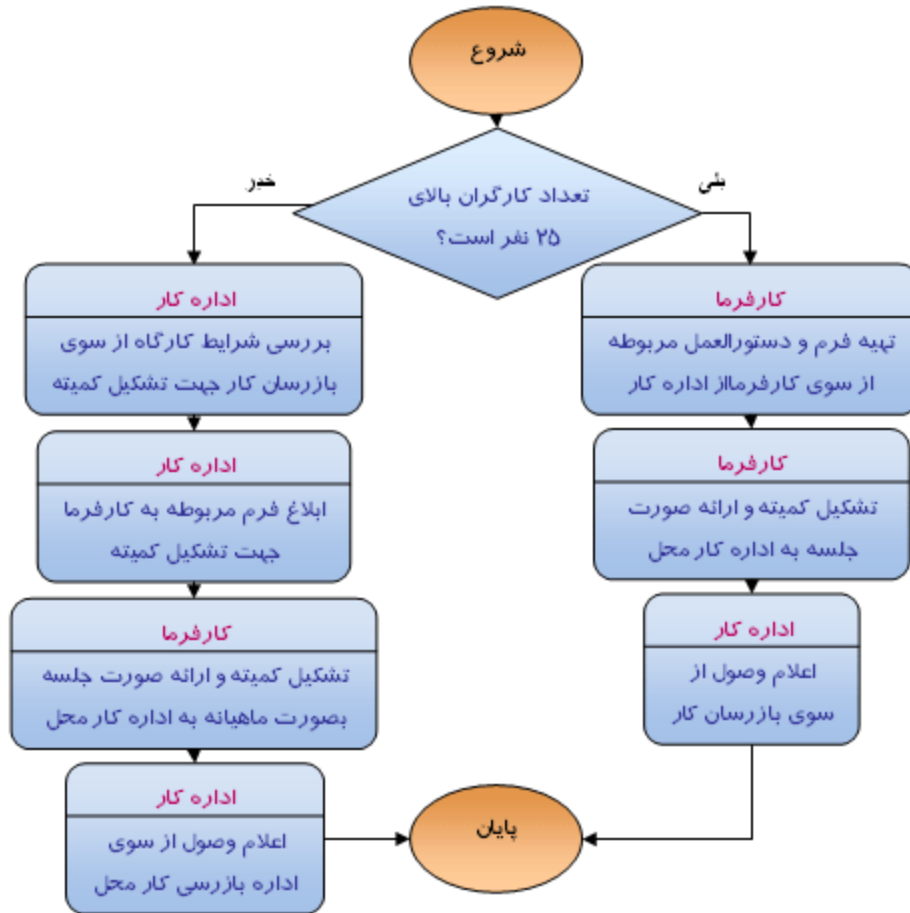 شروع
تعداد کارگران بالای
۲۵ نفر است؟
بلی
خیر
کارفرما
تهیه فرم و دستورالعمل مربوطه
از سوی کارفرمااز اداره کار
کارفرما
تشکیل کمیته و ارائه صورت
جلسه به اداره کار محل
اداره کار
اعلام وصول از
سوی بازرسان کار
اداره کار
بررسی شرایط کارگاه از سوی
بازرسان کار جهت تشکیل کمیته
اداره کار
ابلاغ فرم مربوطه به کارفرما
جهت تشکیل کمیته
کارفرما
تشکیل کمیته و ارائه صورت جلسه
بصورت ماهیانه به اداره کار محل
اداره کار
اعلام وصول از سوی
اداره بازرسی کار محل
پایان